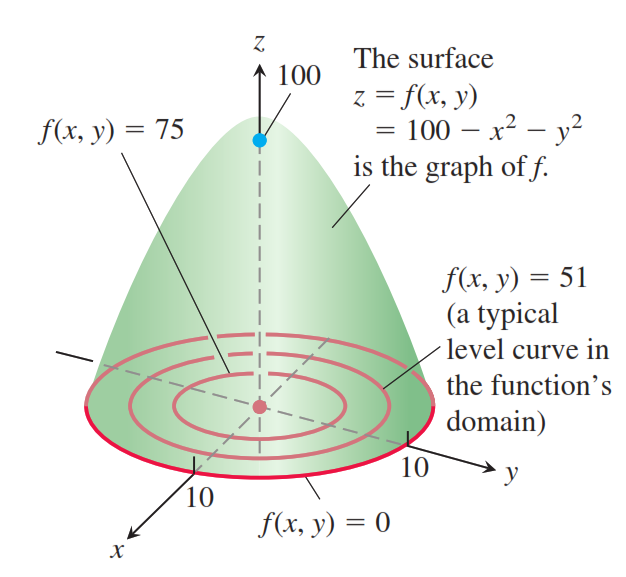 z
100
The surface
z = f(x, y)
= 100 − x² − y²
is the graph of f.
f(x, y) = 75
f(x, y) = 51
(a typical
level curve in
the function’s
domain)
10
y
10
f(x, y) = 0
x